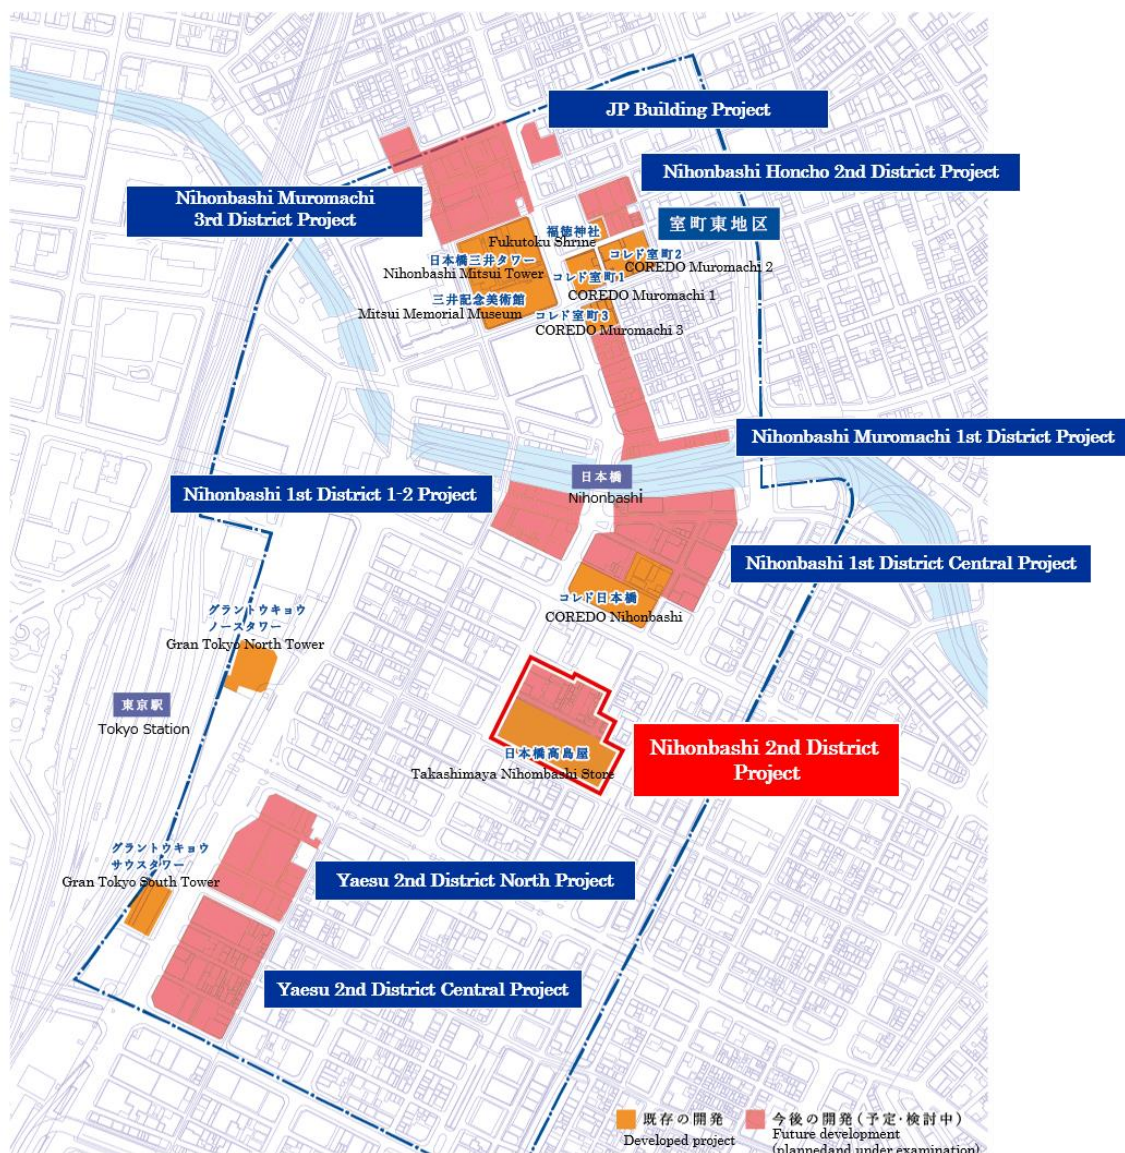 JP Building Project
Nihonbashi Honcho 2nd District Project
Nihonbashi Muromachi
3rd District Project
室町東地区
福徳神社
Fukutoku Shrine
コレド室町2
COREDO Muromachi 2
日本橋三井タワー
Nihonbashi Mitsui Tower
コレド室町1
COREDO Muromachi 1
三井記念美術館
Mitsui Memorial Museum
コレド室町3
COREDO Muromachi 3
Nihonbashi Muromachi 1st District Project
日本橋
Nihonbashi
Nihonbashi 1st District 1-2 Project
Nihonbashi 1st District Central Project
コレド日本橋
COREDO Nihonbashi
グラントウキョウ
ノースタワー
Gran Tokyo North Tower
東京駅
Tokyo Station
Nihonbashi 2nd District
Project
日本橋髙島屋
Takashimaya Nihombashi Store
グラントウキョウ
サウスタワー
Gran Tokyo South Tower
Yaesu 2nd District North Project
Yaesu 2nd District Central Project
既存の開発
Developed project
今後の開発(予定・検討中)
Future development
(plannedand under examination)